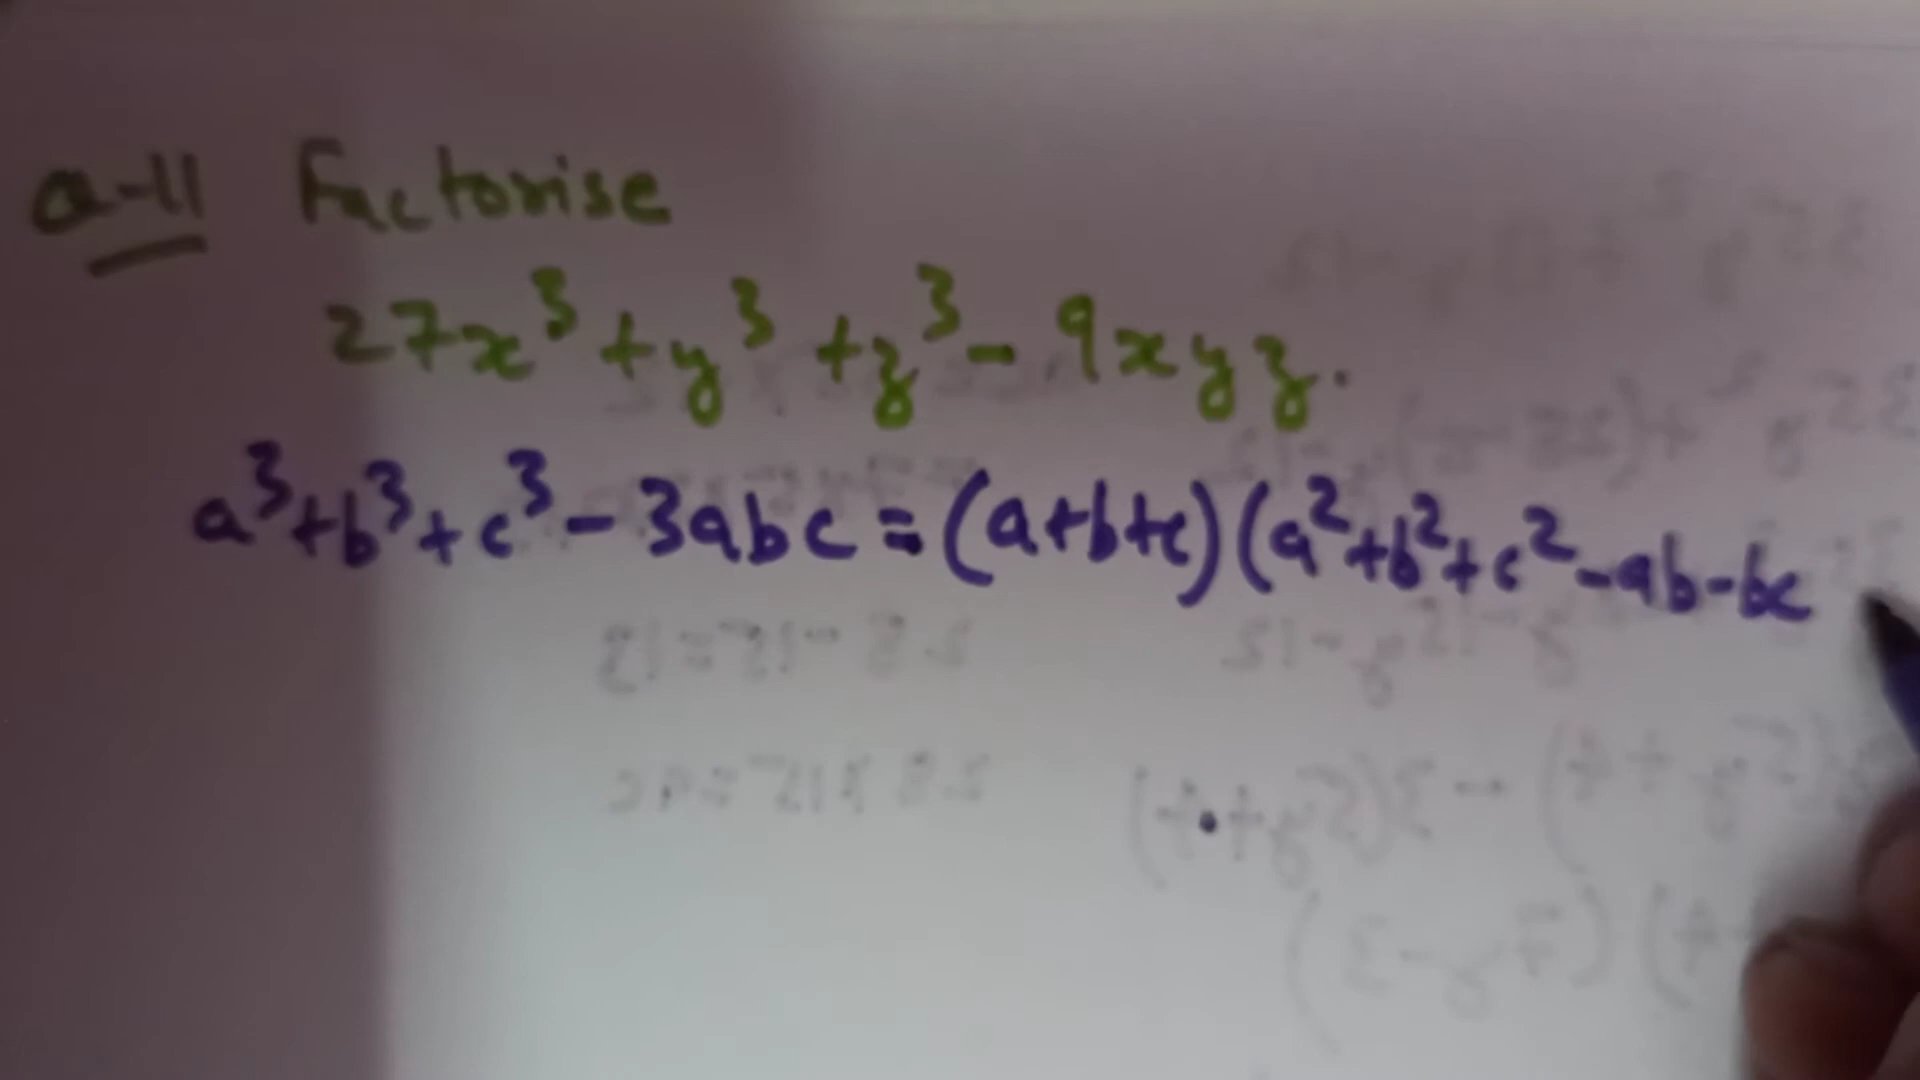 Q-11 Factorise
27x³ + y³ + z³ - 9xyz.
a³+b³+c³ - 3abc = (a+b+c)(a²+b²+c²-ab-bc